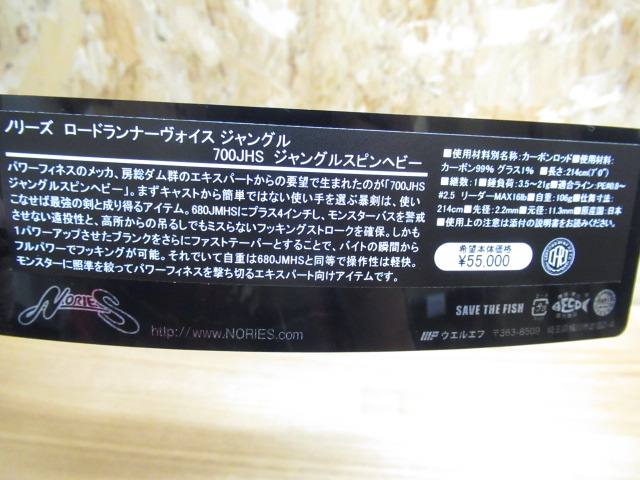 ノリーズ ロードランナーヴォイス ジャングル
700JHS ジャングルスピンヘビー
パワーフィネスのメッカ、房総ダム群のエキスパートからの要望で生まれたのが「700JHS
ジャングルスピンヘビー」。まずキャストから簡単ではない使い手を選ぶ暴剣は、使い
こなせば最強の剣と成り得るアイテム。680JMHSにプラス4インチし、モンスターバスを警戒
させない遠投性と、高所からの吊るしでもミスらないフッキングストロークを確保。しかも
1パワーアップさせたブランクをさらにファストテーパーとすることで、バイトの瞬間から
フルパワーでフッキングが可能。それでいて自重は680JMHSと同等で操作性は軽快。
モンスターに照準を絞ってパワーフィネスを撃ち切るエキスパート向けアイテムです。
■使用材料別名称:カーボンロッド ■使用材料:
カーボン99% グラス1% ■長さ:214cm(7'0")
■継数:1 ■錘負荷:3.5〜21g ■適合ライン:PE#0.8〜
#2.5 リーダーMAX16lb ■自重:106g ■仕舞寸法:
214cm ■先径:2.2mm ■元径:11.3mm ■原産国:日本
■使用上の注意は添付の説明書をお読みください。
希望本体価格
¥55,000
NORIES
http://www.NORIES.com/
SAVE THE FISH
ウエルエフ 〒363-8509